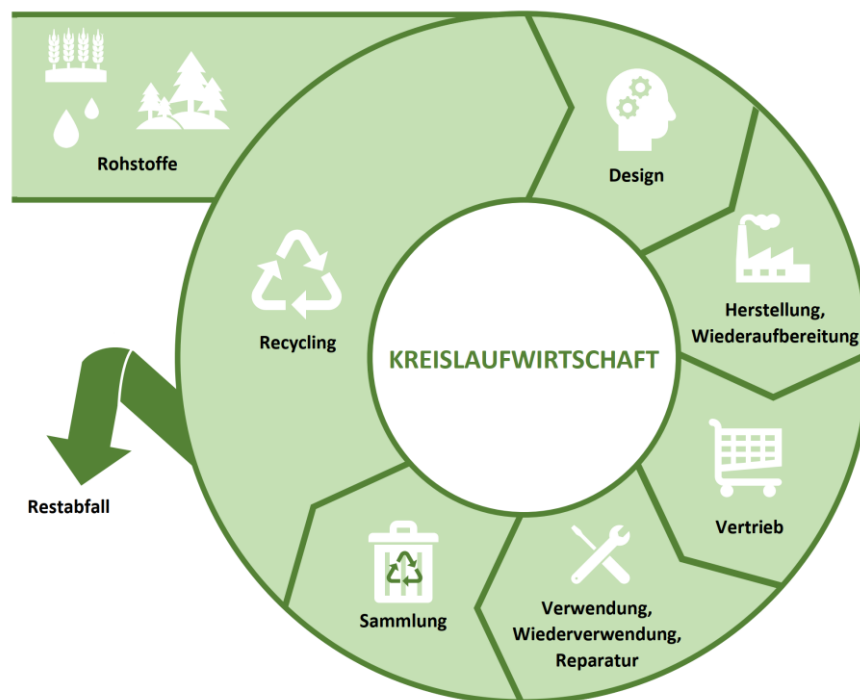 Rohstoffe
Design
Herstellung,
Wiederaufbereitung
Recycling
KREISLAUFWIRTSCHAFT
Vertrieb
Restabfall
Sammlung
Verwendung,
Wiederverwendung,
Reparatur